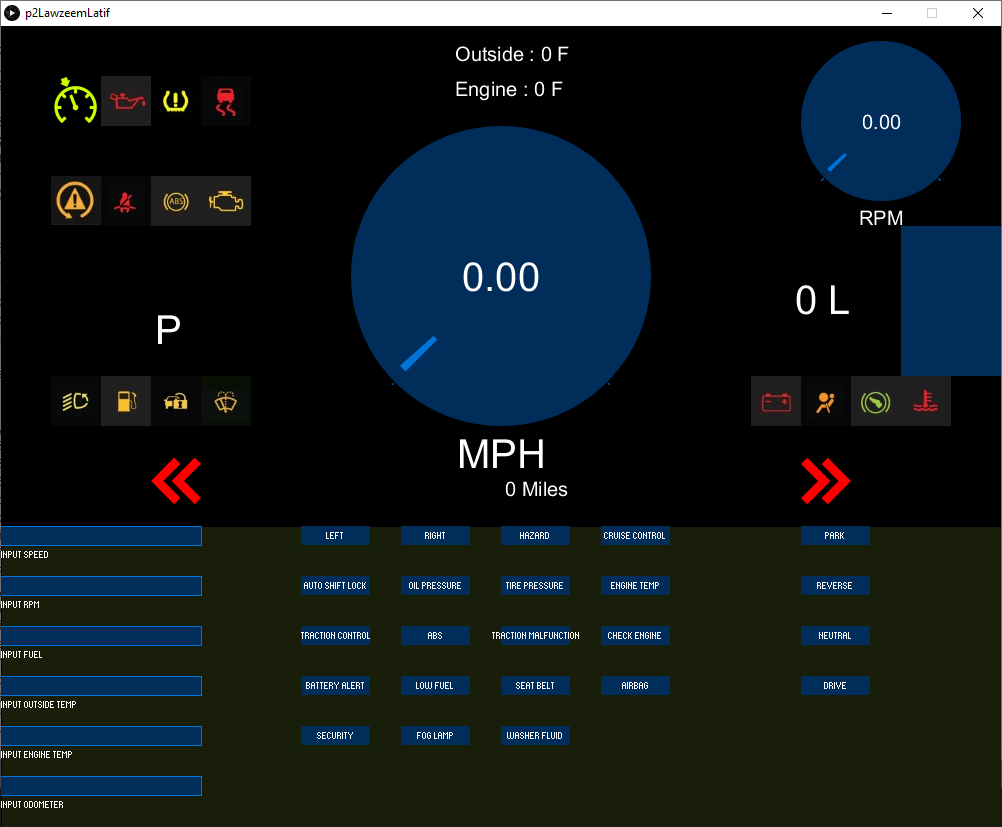 p2LawzeemLatif
Outside : 0 F
Engine : 0 F
0.00
RPM
ABS
0.00
0 L
P
MPH
0 Miles
INPUT SPEED
INPUT RPM
INPUT FUEL
INPUT OUTSIDE TEMP
INPUT ENGINE TEMP
INPUT ODOMETER
LEFT RIGHT HAZARD CRUISE CONTROL
AUTO SHIFT LOCK OIL PRESSURE TIRE PRESSURE ENGINE TEMP
TRACTION CONTROL ABS TRACTION MALFUNCTION CHECK ENGINE
BATTERY ALERT LOW FUEL SEAT BELT AIRBAG
SECURITY FOG LAMP WASHER FLUID
PARK
REVERSE
NEUTRAL
DRIVE